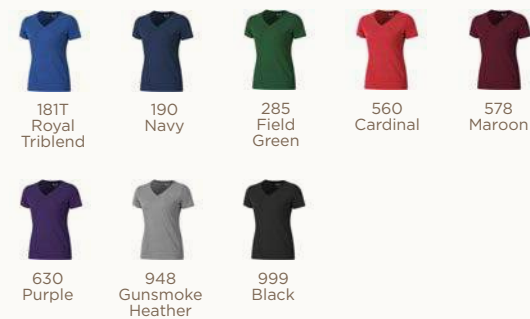 181T
Royal
Triblend
190
Navy
285
Field
Green
560
Cardinal
578
Maroon
630
Purple
948
Gunsmoke
Heather
999
Black